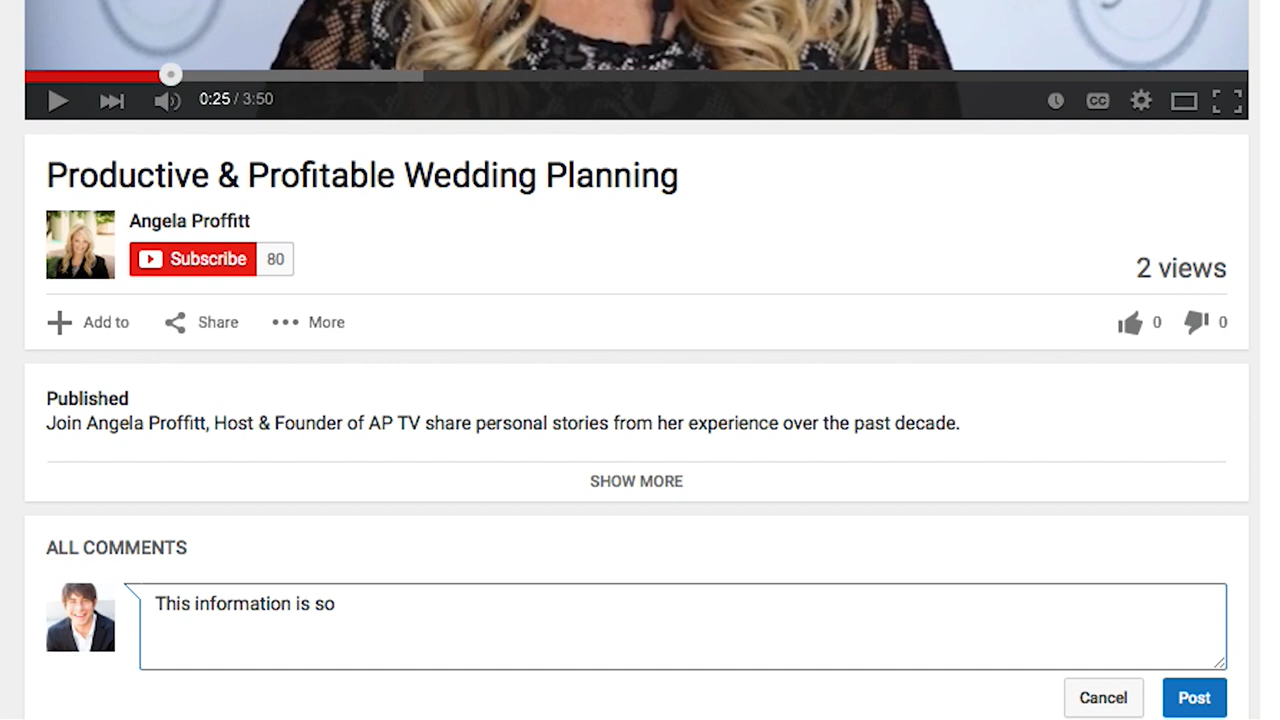 0:25 / 3:50
CC
Productive & Profitable Wedding Planning
Angela Proffitt
Subscribe 80
2 views
Add to Share More 0 0
Published
Join Angela Proffitt, Host & Founder of AP TV share personal stories from her experience over the past decade.
SHOW MORE
ALL COMMENTS
This information is so
Cancel Post